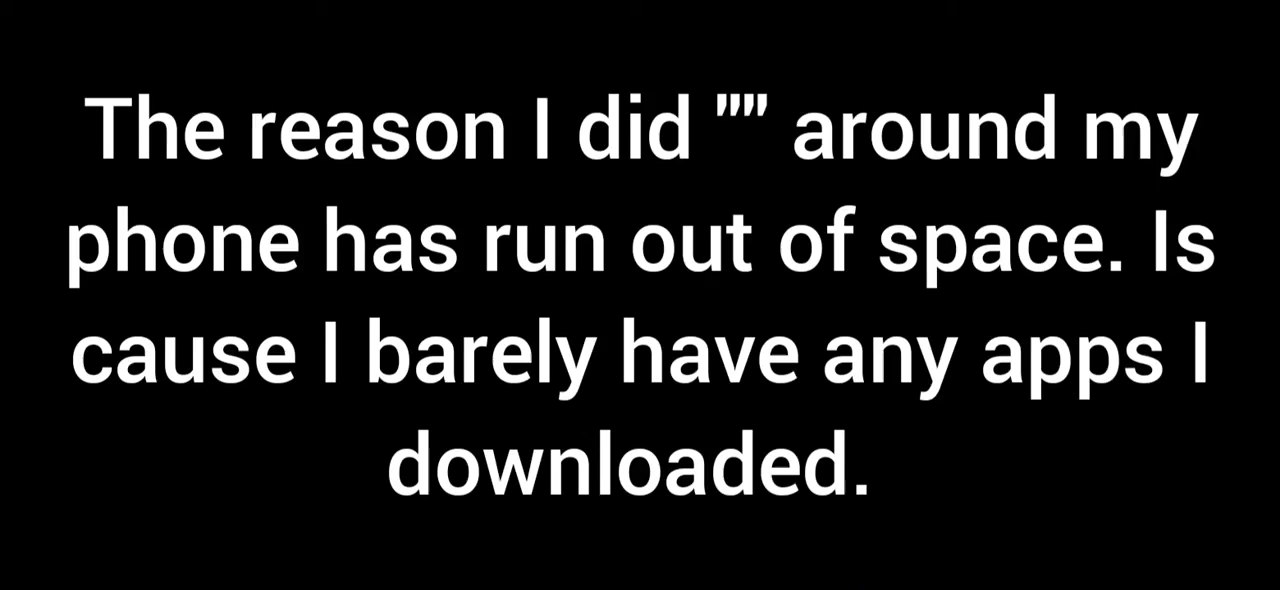 The reason I did "" around my
phone has run out of space. Is
cause I barely have any apps I
downloaded.